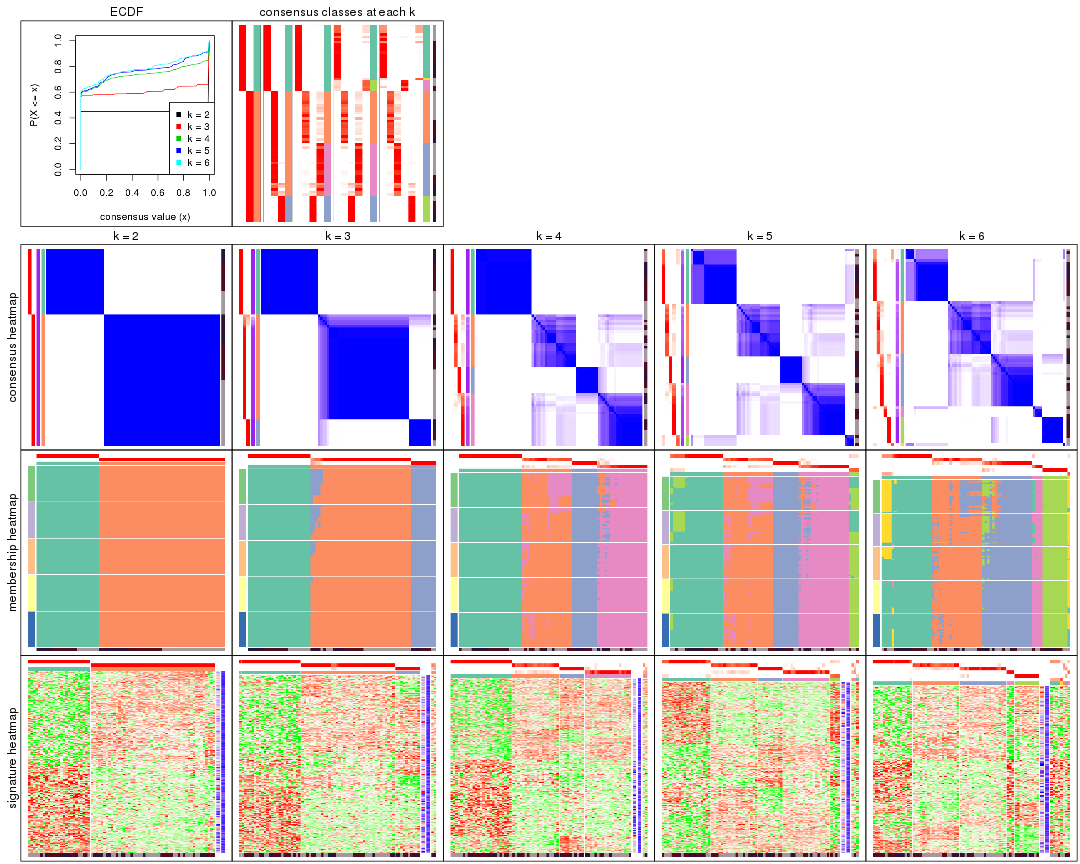 ECDF
consensus classes at each k
P(X <= x)
1.0
0.8
0.6
0.4
0.2
0.0
k = 2
k = 3
k = 4
k = 5
k = 6
0.0 0.2 0.4 0.6 0.8 1.0
consensus value (x)
k = 2 k = 3 k = 4 k = 5 k = 6
consensus heatmap
membership heatmap
signature heatmap